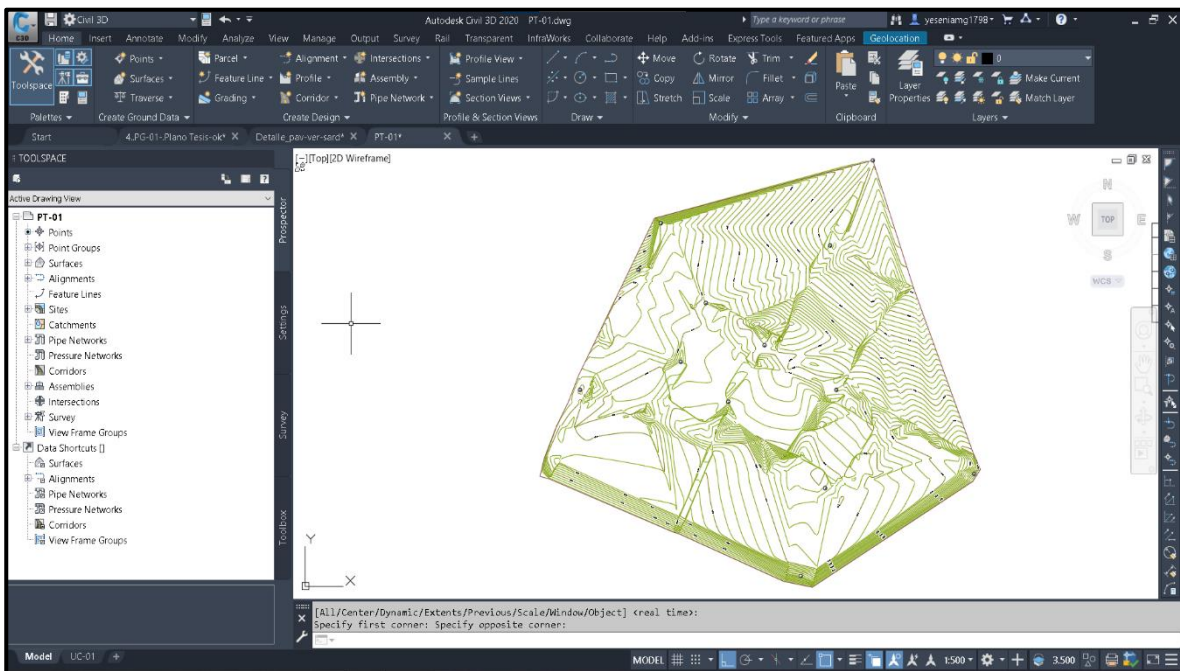 Civil 3D
Autodesk Civil 3D 2020 PT-01.dwg
Type a keyword or phrase
yeseniamg1798
C3D
Home Insert Annotate Modify Analyze View Manage Output Survey Rail Transparent InfraWorks Collaborate Help Add-ins Express Tools Featured Apps Geolocation
Toolspace
Points
Surfaces
Traverse
Parcel
Feature Line
Grading
Alignment
Profile
Corridor
Intersections
Assembly
Pipe Network
Profile View
Sample Lines
Section Views
Move
Copy
Stretch
Rotate
Mirror
Scale
Trim
Fillet
Array
Paste
Layer
Properties
0
Make Current
Match Layer
Palettes
Create Ground Data
Create Design
Profile & Section Views
Draw
Modify
Clipboard
Layers
Start
4.PG-01-.Plano Tesis-ok*
Detalle_pav-ver-sard*
PT-01*
TOOLSPACE
Active Drawing View
PT-01
Points
Point Groups
Surfaces
Alignments
Feature Lines
Sites
Catchments
Pipe Networks
Pressure Networks
Corridors
Assemblies
Intersections
Survey
View Frame Groups
Data Shortcuts []
Surfaces
Alignments
Pipe Networks
Pressure Networks
Corridors
View Frame Groups
Prospector
Settings
Survey
Toolbox
[−][Top][2D Wireframe]
N
W
TOP
E
S
WCS
Y
X
[All/Center/Dynamic/Extents/Previous/Scale/Window/Object] <real time>:
Specify first corner: Specify opposite corner:
Model UC-01
MODEL
1:500
3.500